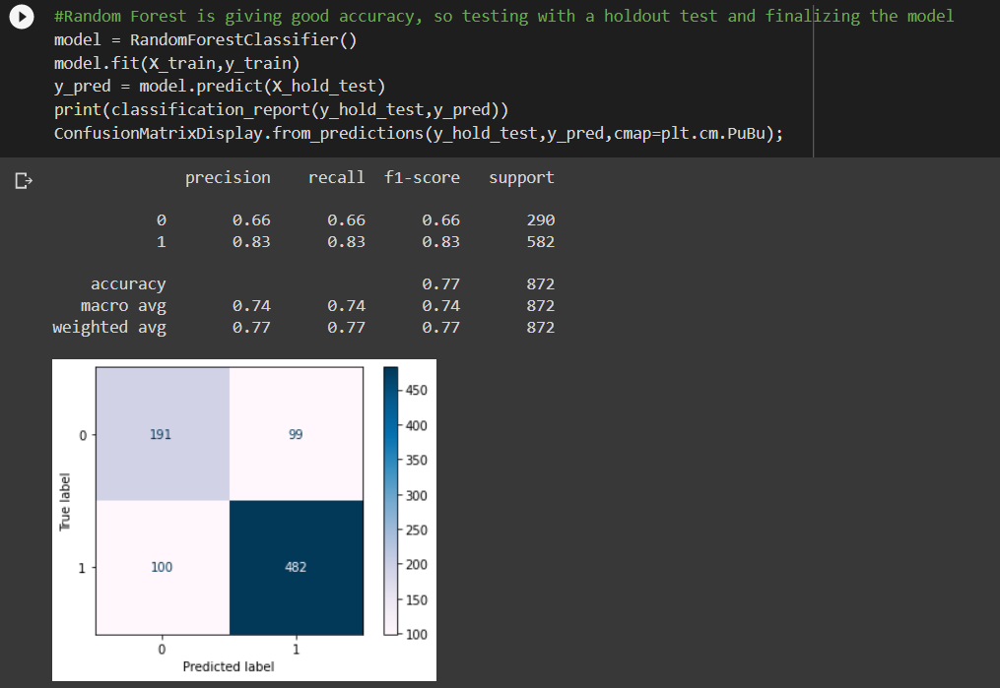 #Random Forest is giving good accuracy, so testing with a holdout test and finalizing the model
model = RandomForestClassifier()
model.fit(X_train,y_train)
y_pred = model.predict(X_hold_test)
print(classification_report(y_hold_test,y_pred))
ConfusionMatrixDisplay.from_predictions(y_hold_test,y_pred,cmap=plt.cm.PuBu);
precision recall f1-score support
0 0.66 0.66 0.66 290
1 0.83 0.83 0.83 582
accuracy 0.77 872
macro avg 0.74 0.74 0.74 872
weighted avg 0.77 0.77 0.77 872
450
400
350
300
250
200
150
100
True label
0 191 99
1 100 482
0 1
Predicted label